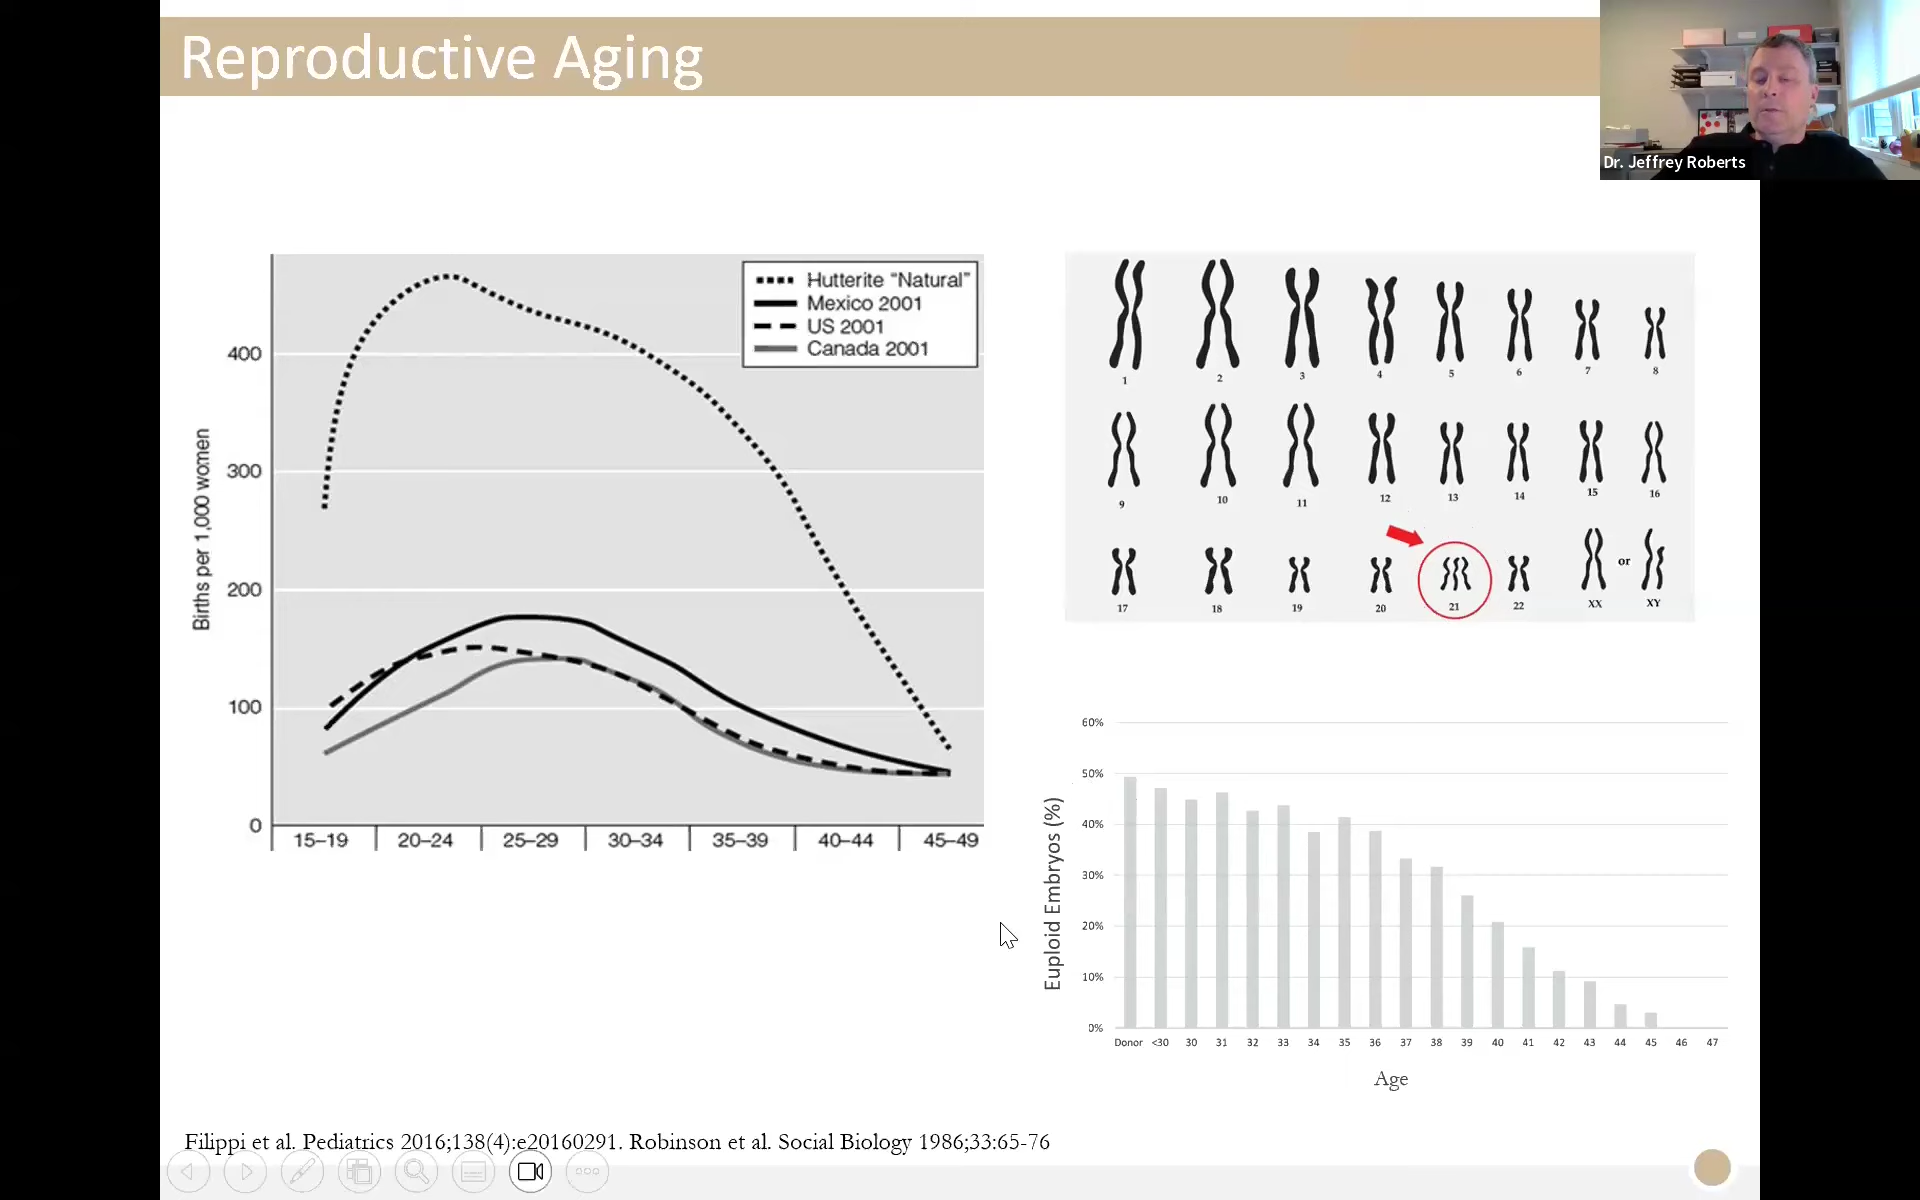 Reproductive Aging
Dr. Jeffrey Roberts
Hutterite “Natural”
Mexico 2001
US 2001
Canada 2001
Births per 1,000 women
400
300
200
100
0
15–19 20–24 25–29 30–34 35–39 40–44 45–49
1 2 3 4 5 6 7 8
9 10 11 12 13 14 15 16
or
17 18 19 20 21 22 XX XY
Euploid Embryos (%)
60%
50%
40%
30%
20%
10%
0%
Donor <30 30 31 32 33 34 35 36 37 38 39 40 41 42 43 44 45 46 47
Age
Filippi et al. Pediatrics 2016;138(4):e20160291. Robinson et al. Social Biology 1986;33:65-76